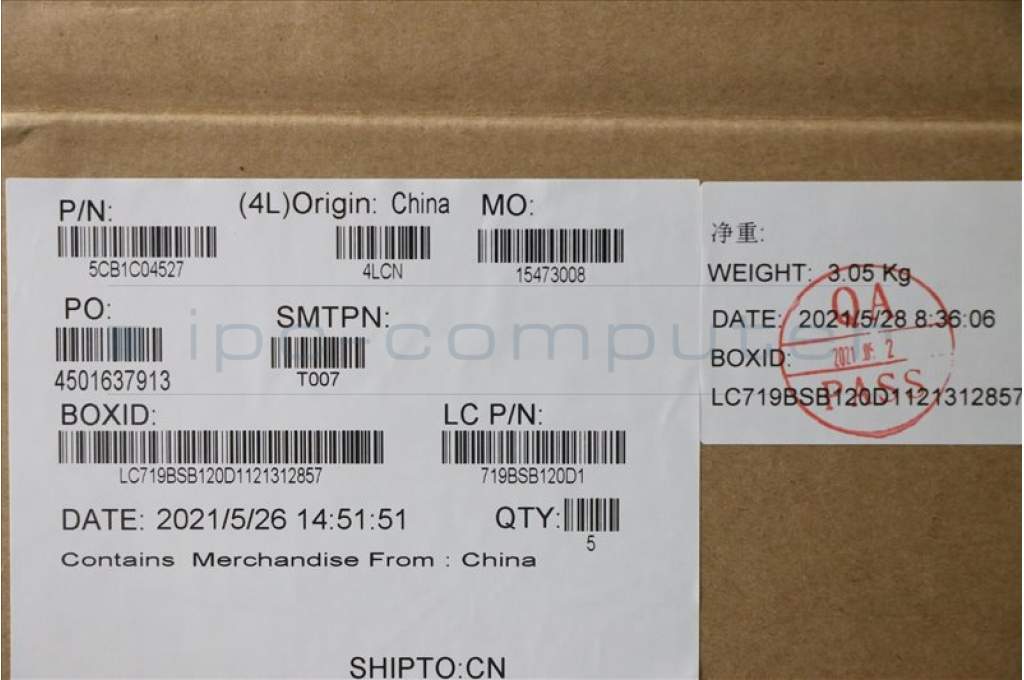 P/N:
5CB1C04527
(4L)Origin: China
4LCN
MO:
15473008
PO:
4501637913
SMTPN:
T007
BOXID:
LC719BSB120D1121312857
LC P/N:
719BSB120D1
DATE: 2021/5/26 14:51:51
QTY:
5
Contains Merchandise From : China
SHIPTO:CN
净重:
WEIGHT: 3.05 Kg
DATE: 2021/5/28 8:36:06
BOXID:
LC719BSB120D1121312857
QA
PASS
ipc-computer